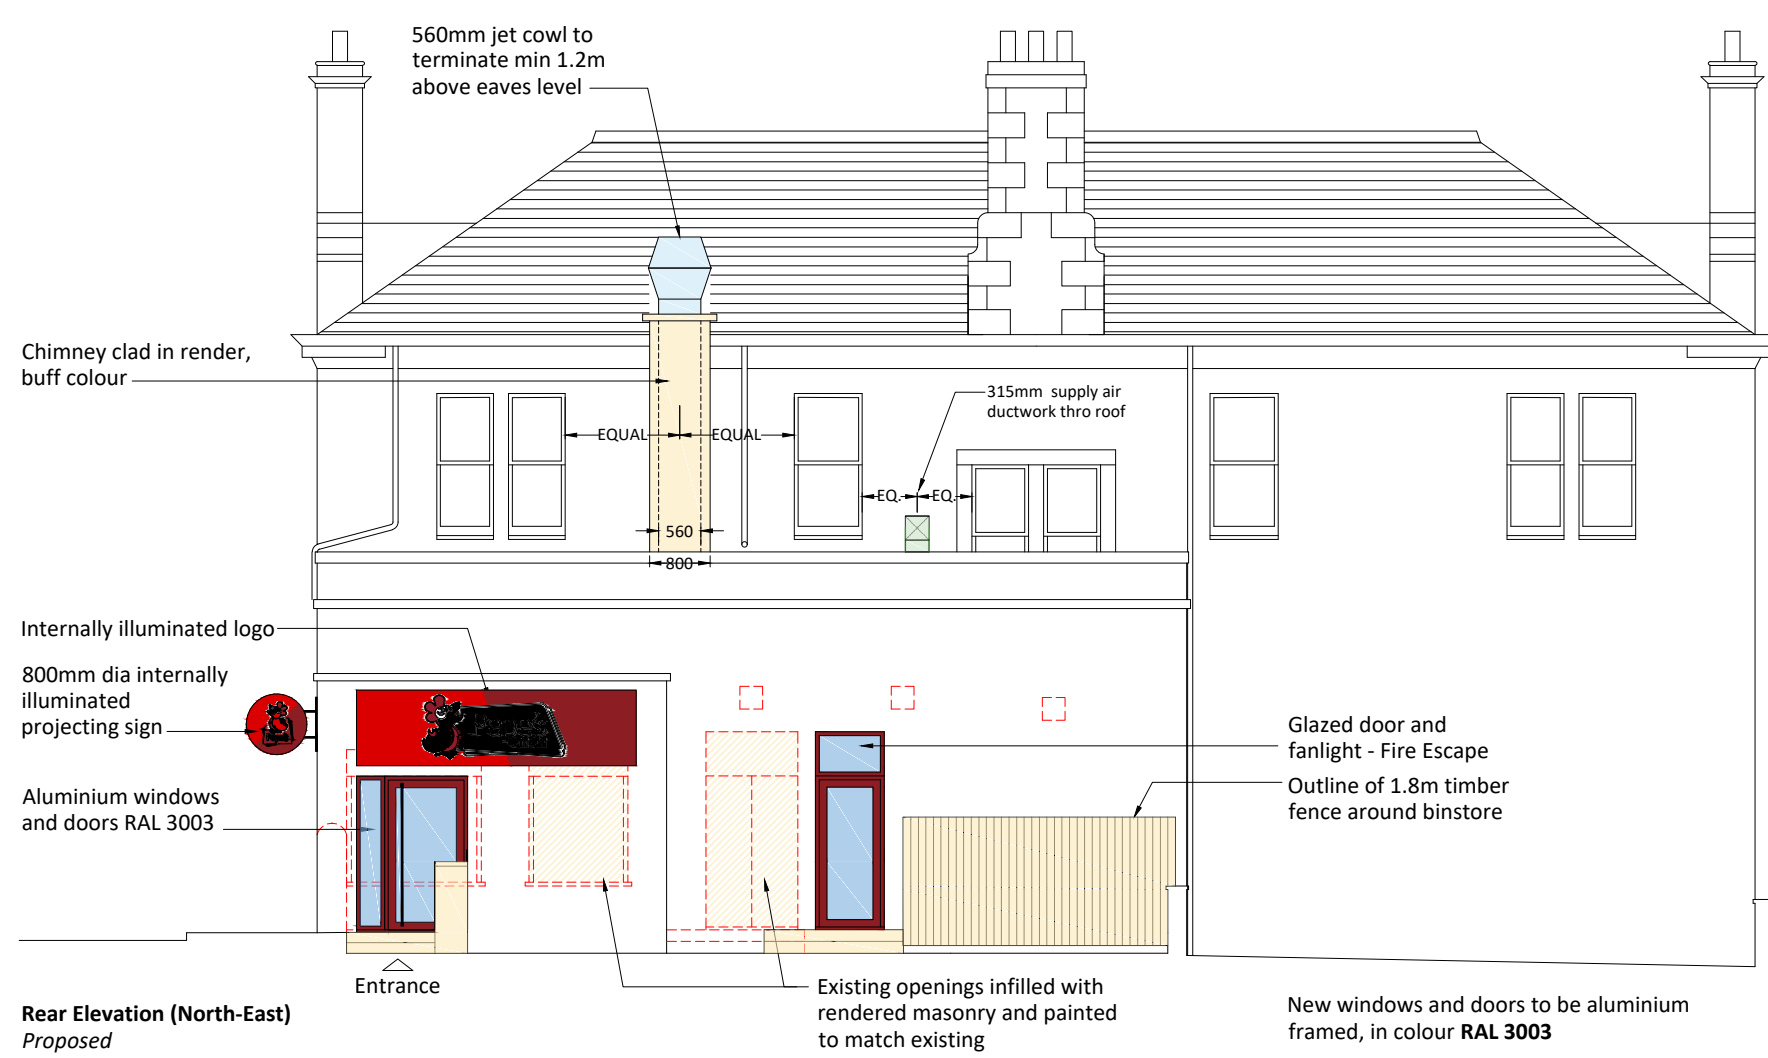 560mm jet cowl to
terminate min 1.2m
above eaves level
Chimney clad in render,
buff colour
315mm supply air
ductwork thro roof
EQUAL EQUAL
EQ. EQ.
560
800
Internally illuminated logo
800mm dia internally
illuminated
projecting sign
Aluminium windows
and doors RAL 3003
Glazed door and
fanlight - Fire Escape
Outline of 1.8m timber
fence around binstore
Entrance
Existing openings infilled with
rendered masonry and painted
to match existing
Rear Elevation (North-East)
Proposed
New windows and doors to be aluminium
framed, in colour RAL 3003